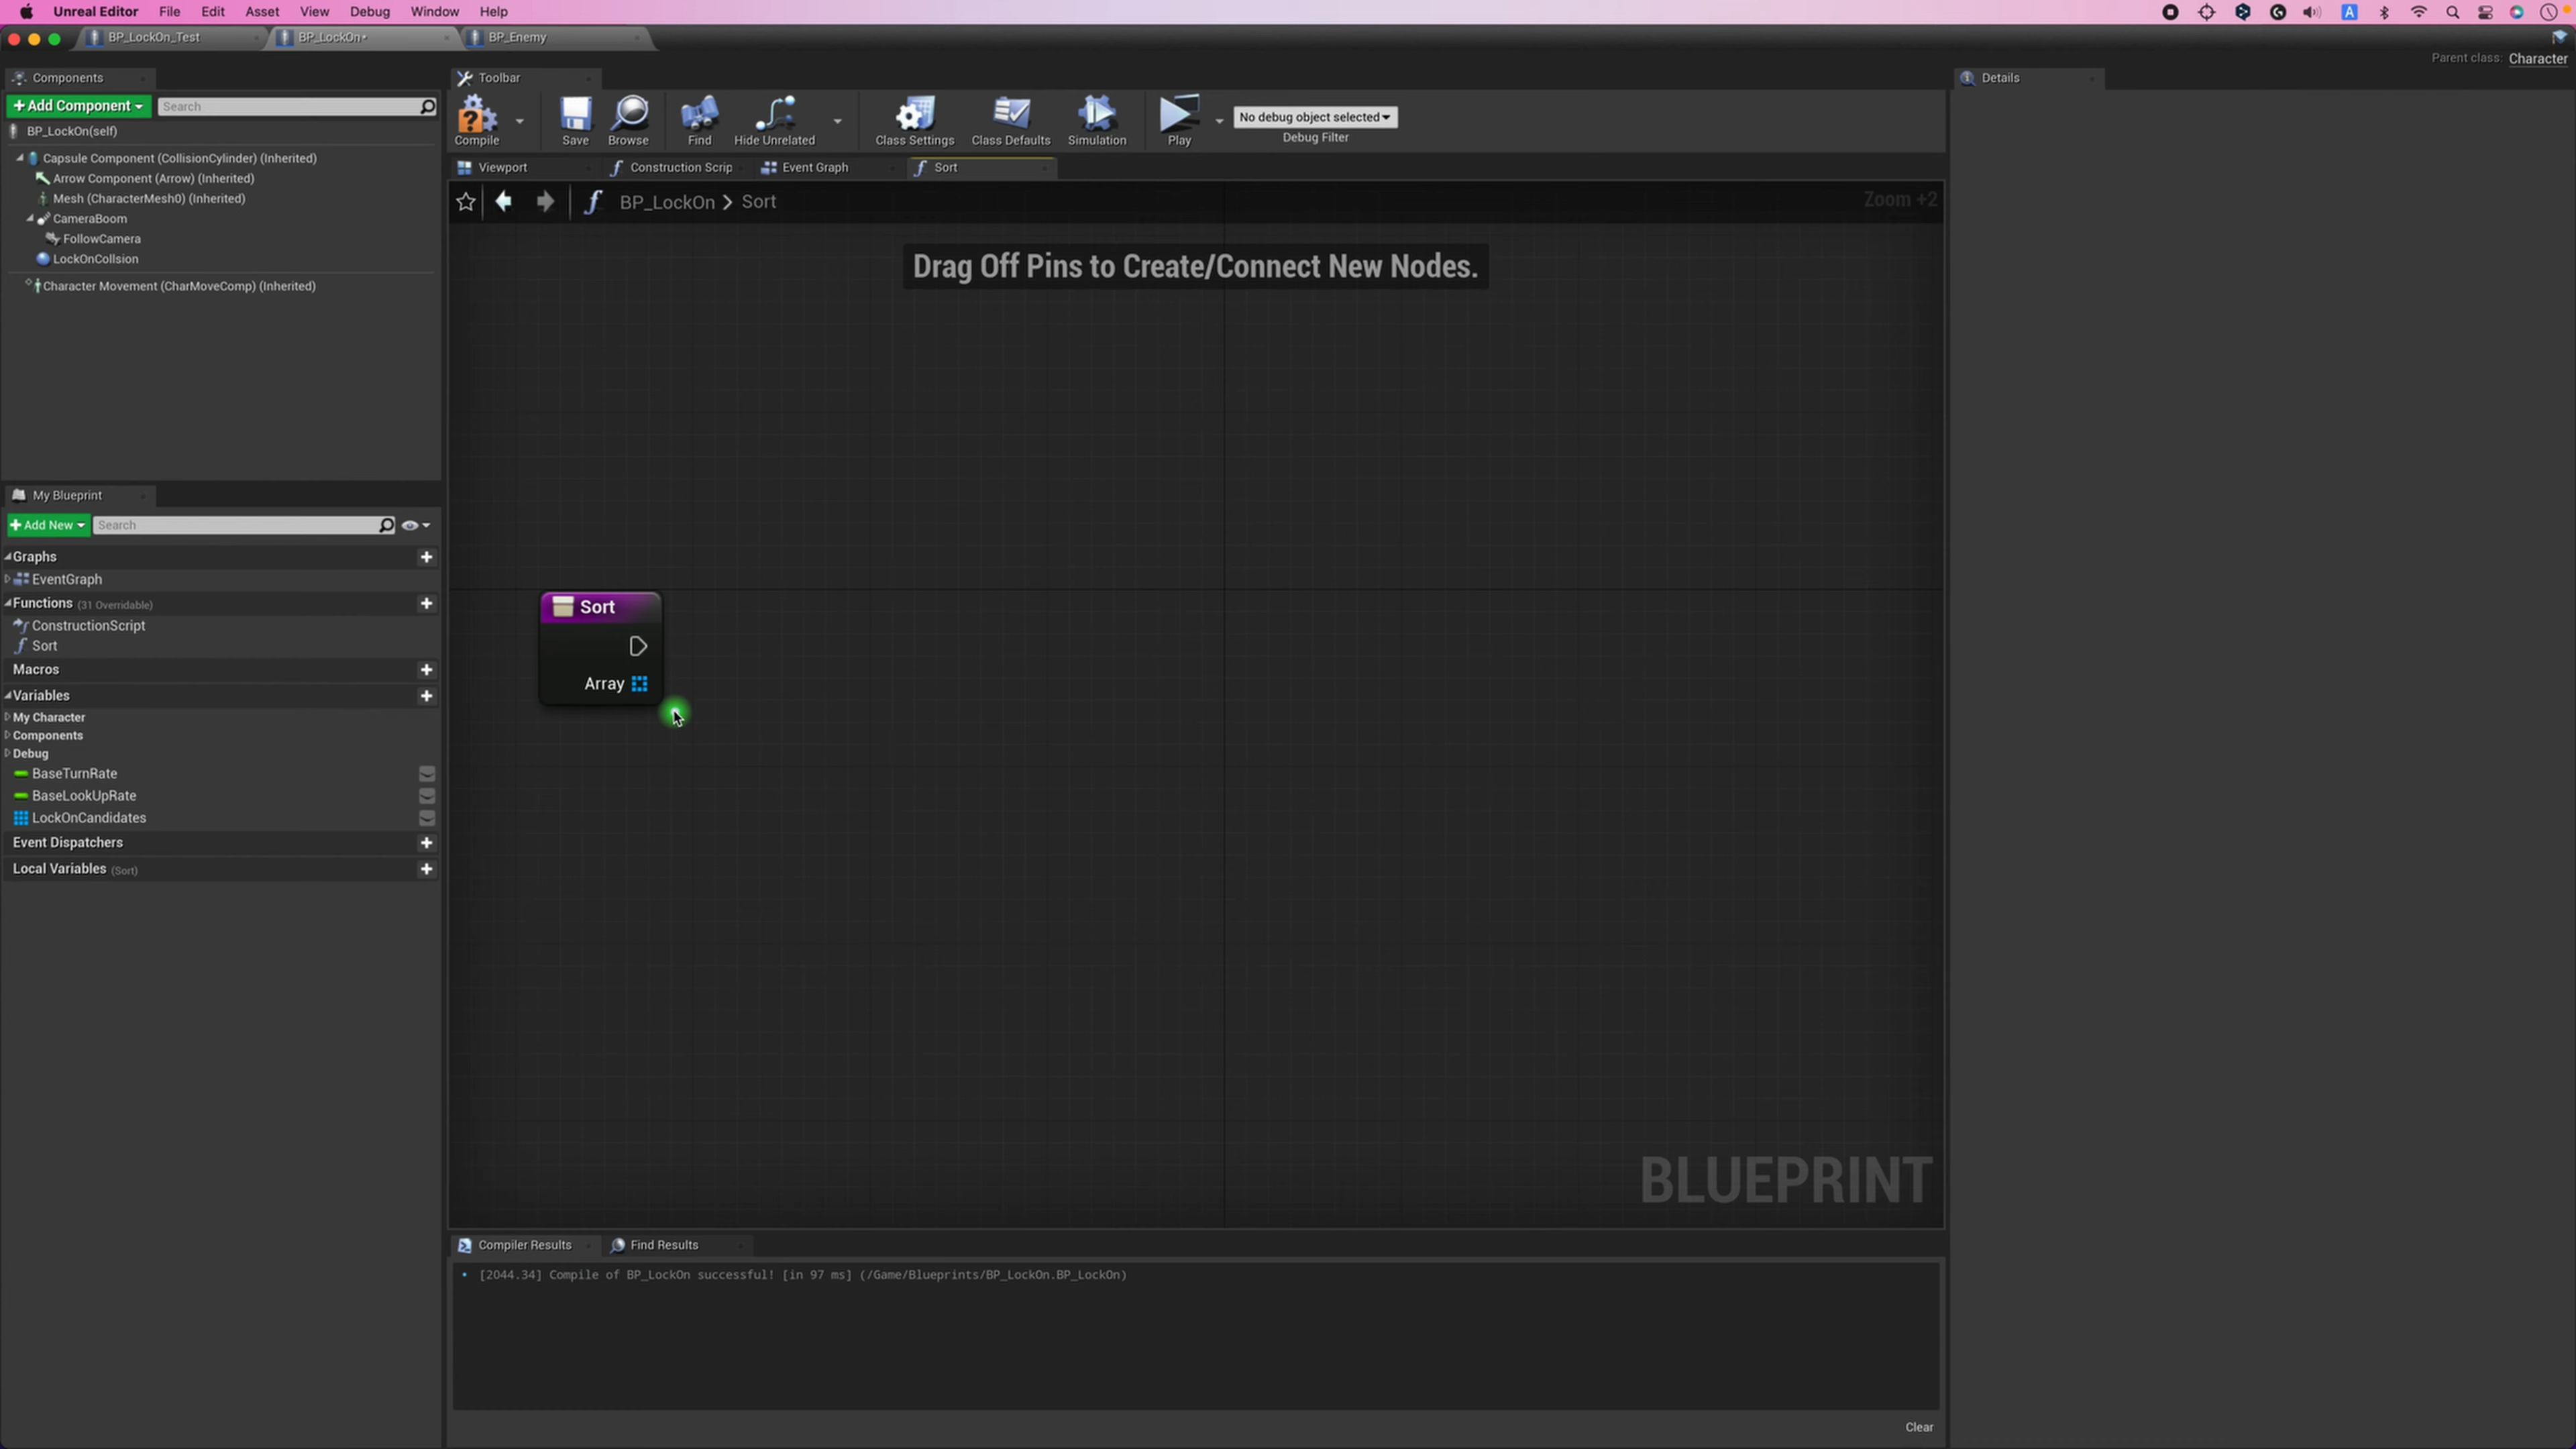 Unreal Editor File Edit Asset View Debug Window Help A
BP_LockOn_Test BP_LockOn* BP_Enemy
Parent class: Character
Components
+Add Component Search
BP_LockOn(self)
Capsule Component (CollisionCylinder) (Inherited)
Arrow Component (Arrow) (Inherited)
Mesh (CharacterMesh0) (Inherited)
CameraBoom
FollowCamera
LockOnCollsion
Character Movement (CharMoveComp) (Inherited)
Toolbar
Compile Save Browse Find Hide Unrelated Class Settings Class Defaults Simulation Play
No debug object selected
Debug Filter
Viewport Construction Scrip Event Graph Sort
BP_LockOn > Sort
Zoom +2
Drag Off Pins to Create/Connect New Nodes.
Sort
Array
BLUEPRINT
My Blueprint
+Add New Search
Graphs
EventGraph
Functions (31 Overridable)
ConstructionScript
Sort
Macros
Variables
My Character
Components
Debug
BaseTurnRate
BaseLookUpRate
LockOnCandidates
Event Dispatchers
Local Variables (Sort)
Compiler Results Find Results
[2044.34] Compile of BP_LockOn successful! [in 97 ms] (/Game/Blueprints/BP_LockOn.BP_LockOn)
Clear
Details